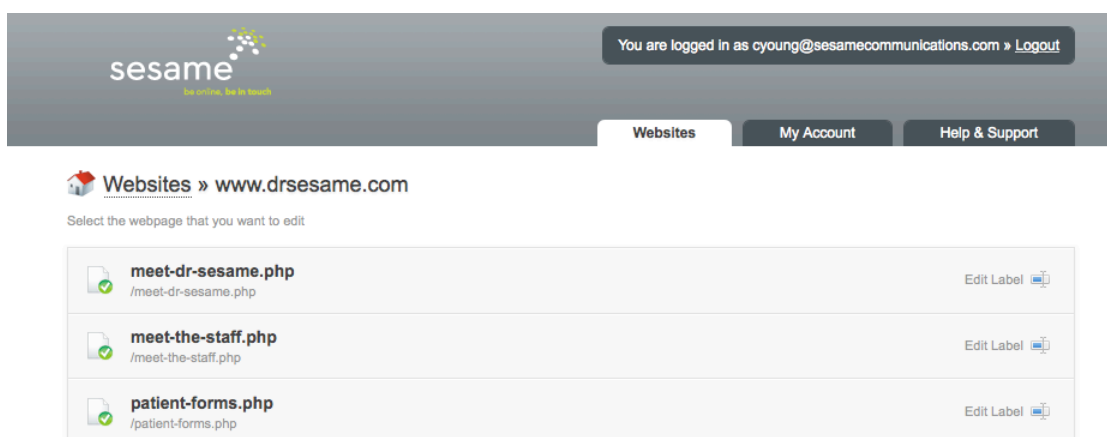 sesame
be online, be in touch
You are logged in as cyoung@sesamecommunications.com » Logout
Websites
My Account
Help & Support
Websites » www.drsesame.com
Select the webpage that you want to edit
meet-dr-sesame.php
/meet-dr-sesame.php
Edit Label
meet-the-staff.php
/meet-the-staff.php
Edit Label
patient-forms.php
/patient-forms.php
Edit Label